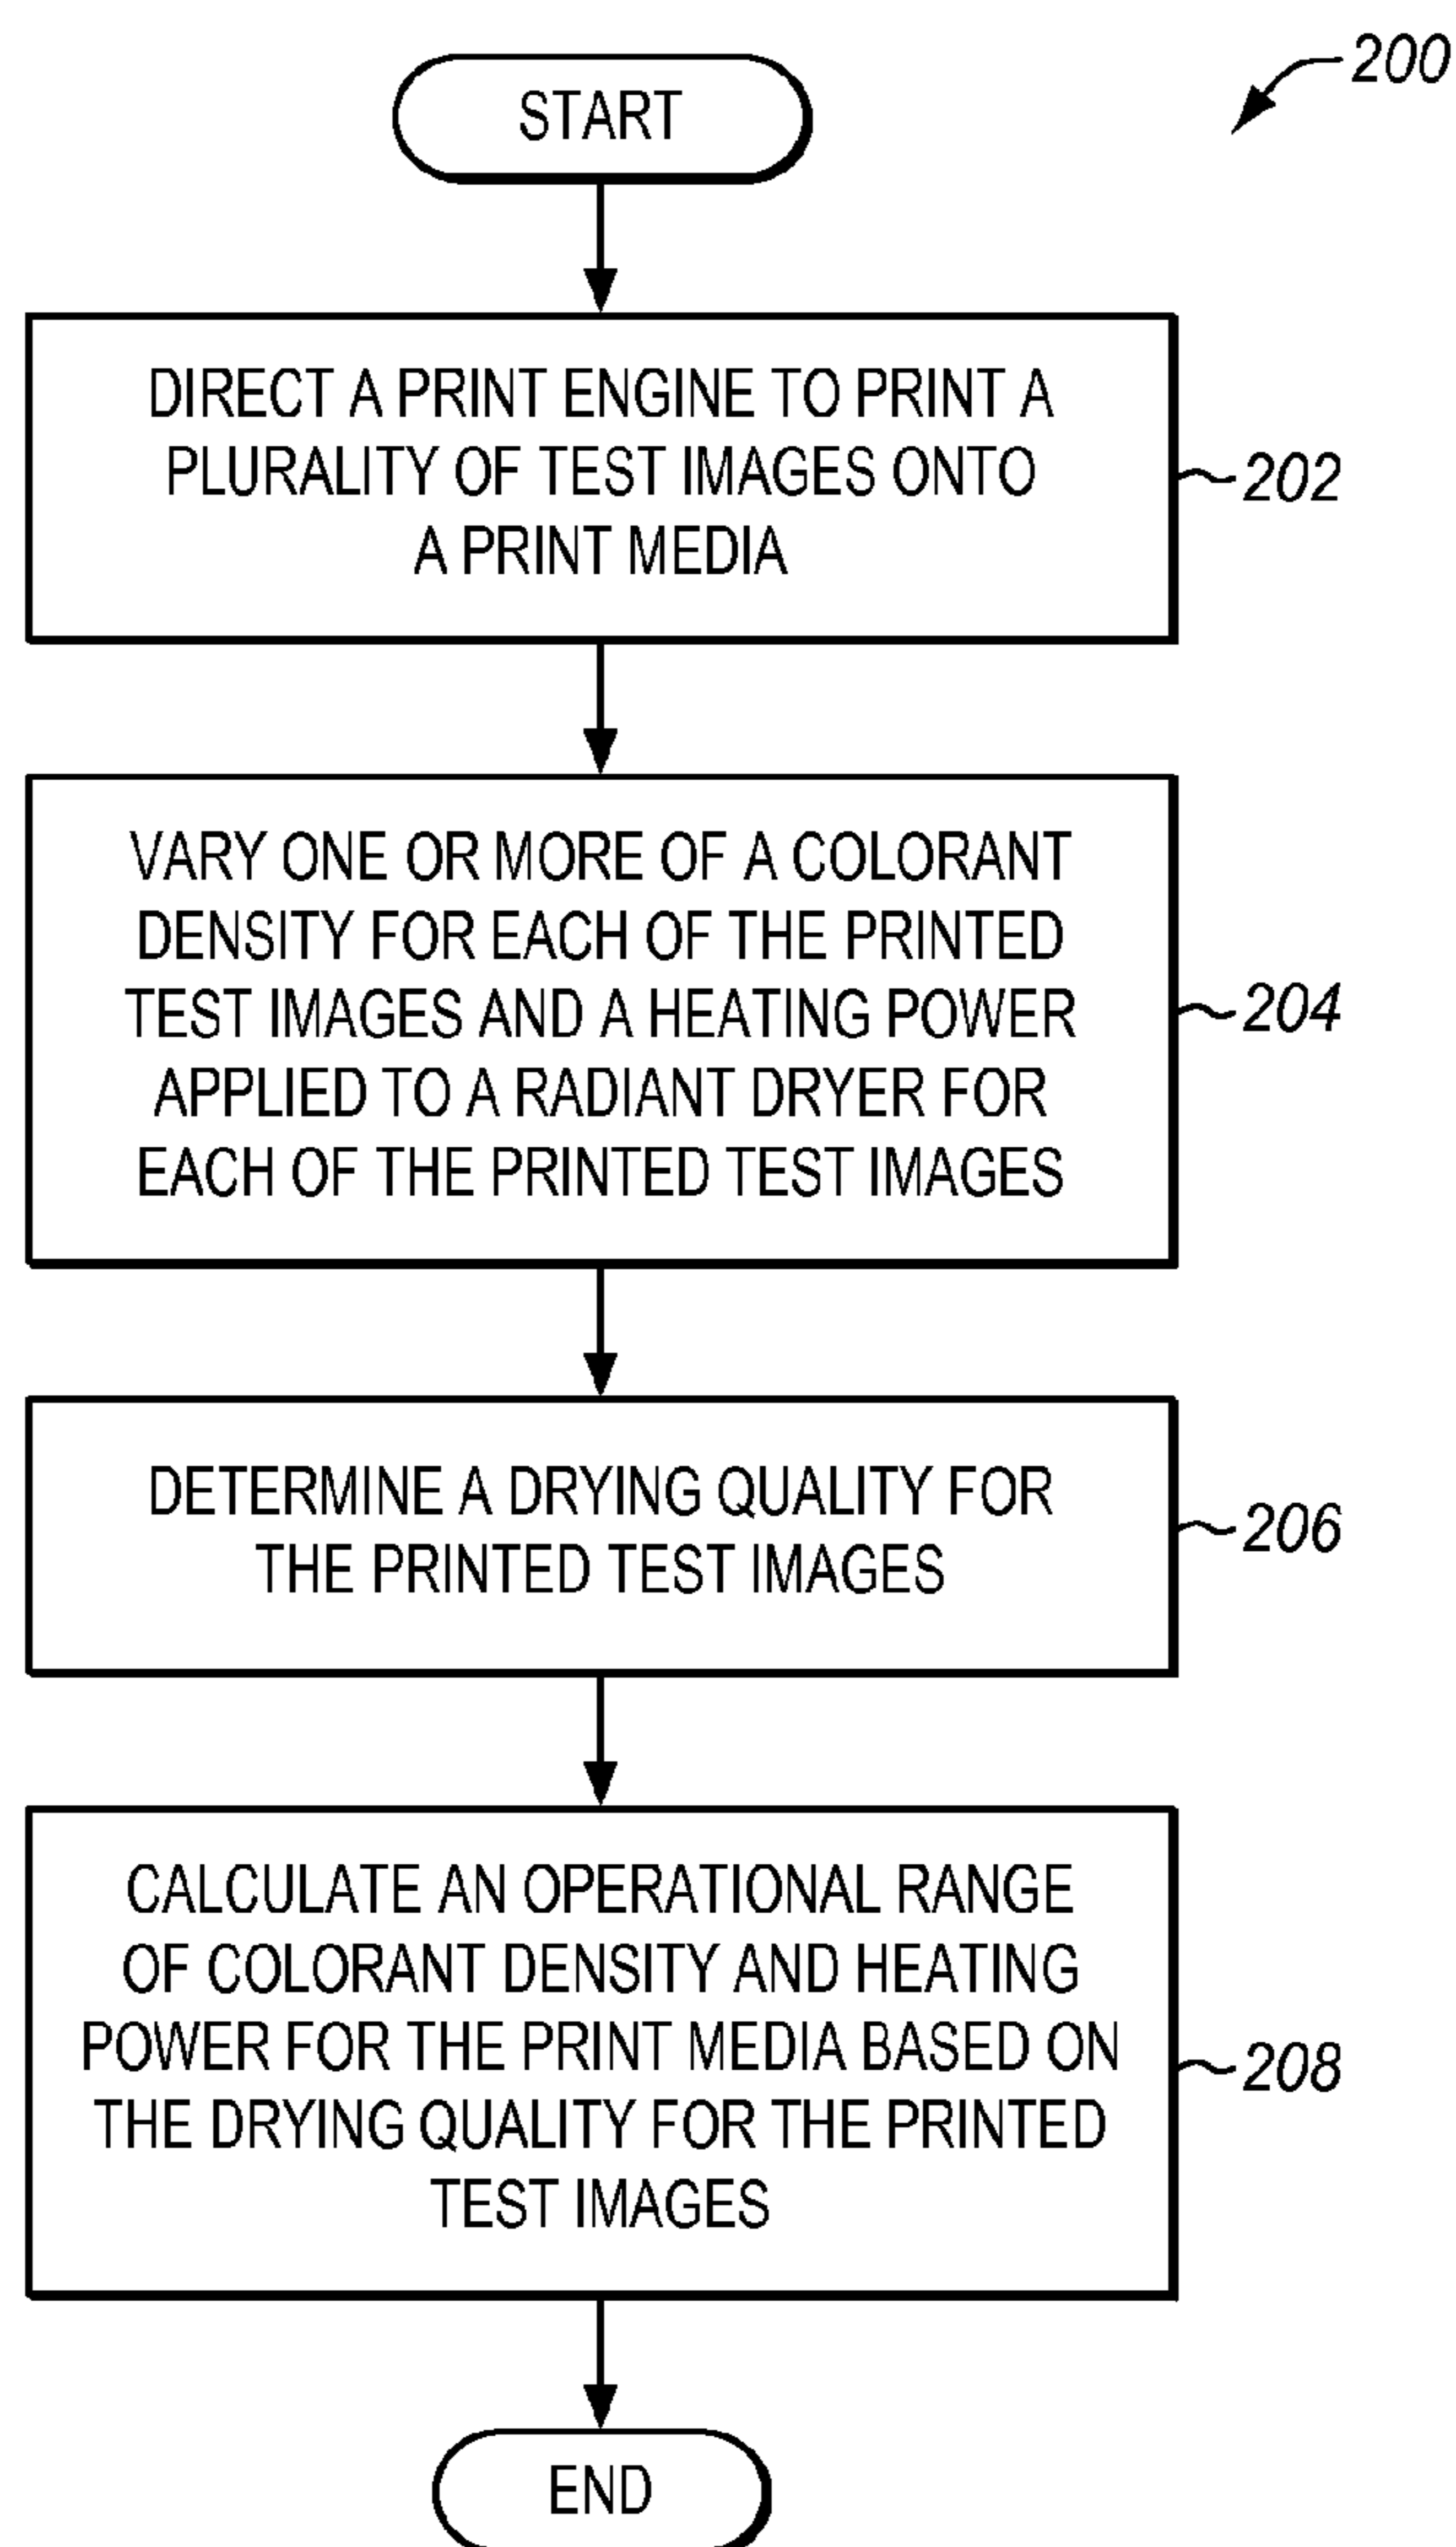 200
START
DIRECT A PRINT ENGINE TO PRINT A
PLURALITY OF TEST IMAGES ONTO
A PRINT MEDIA
202
VARY ONE OR MORE OF A COLORANT
DENSITY FOR EACH OF THE PRINTED
TEST IMAGES AND A HEATING POWER
APPLIED TO A RADIANT DRYER FOR
EACH OF THE PRINTED TEST IMAGES
204
DETERMINE A DRYING QUALITY FOR
THE PRINTED TEST IMAGES
206
CALCULATE AN OPERATIONAL RANGE
OF COLORANT DENSITY AND HEATING
POWER FOR THE PRINT MEDIA BASED ON
THE DRYING QUALITY FOR THE PRINTED
TEST IMAGES
208
END